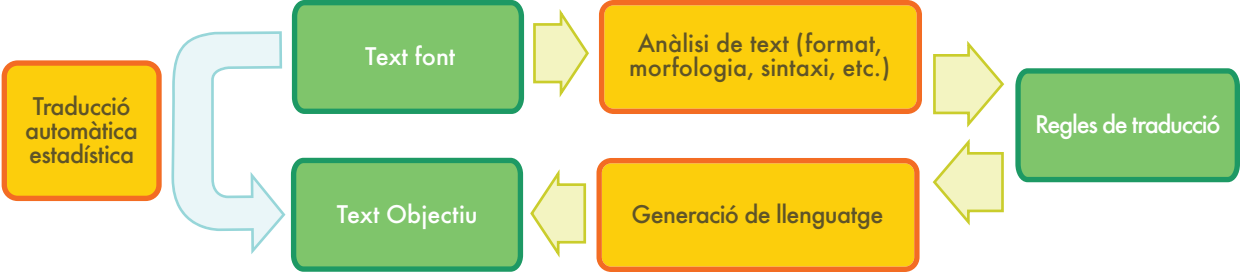 Text font
Anàlisi de text (format,
morfologia, sintaxi, etc.)
Traducció
automàtica
estadística
Regles de traducció
Text Objectiu
Generació de llenguatge